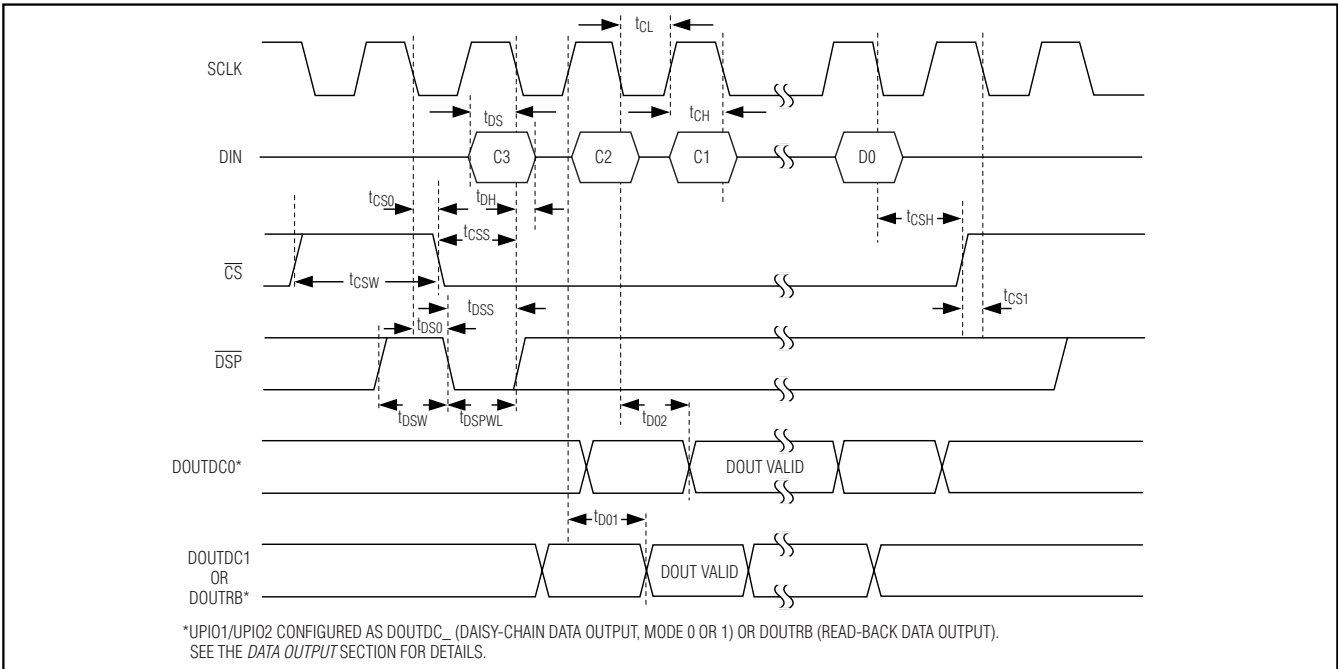 tCL
SCLK
tDS
tCH
DIN
C3
C2
C1
D0
tCS0
tDH
tCSH
tCSS
CS
tCSW
tDSS
tCS1
tDS0
DSP
tDSW
tDSPWL
tD02
DOUTDC0*
DOUT VALID
tD01
DOUTDC1
OR
DOUTRB*
DOUT VALID
*UPIO1/UPIO2 CONFIGURED AS DOUTDC_ (DAISY-CHAIN DATA OUTPUT, MODE 0 OR 1) OR DOUTRB (READ-BACK DATA OUTPUT).
SEE THE DATA OUTPUT SECTION FOR DETAILS.